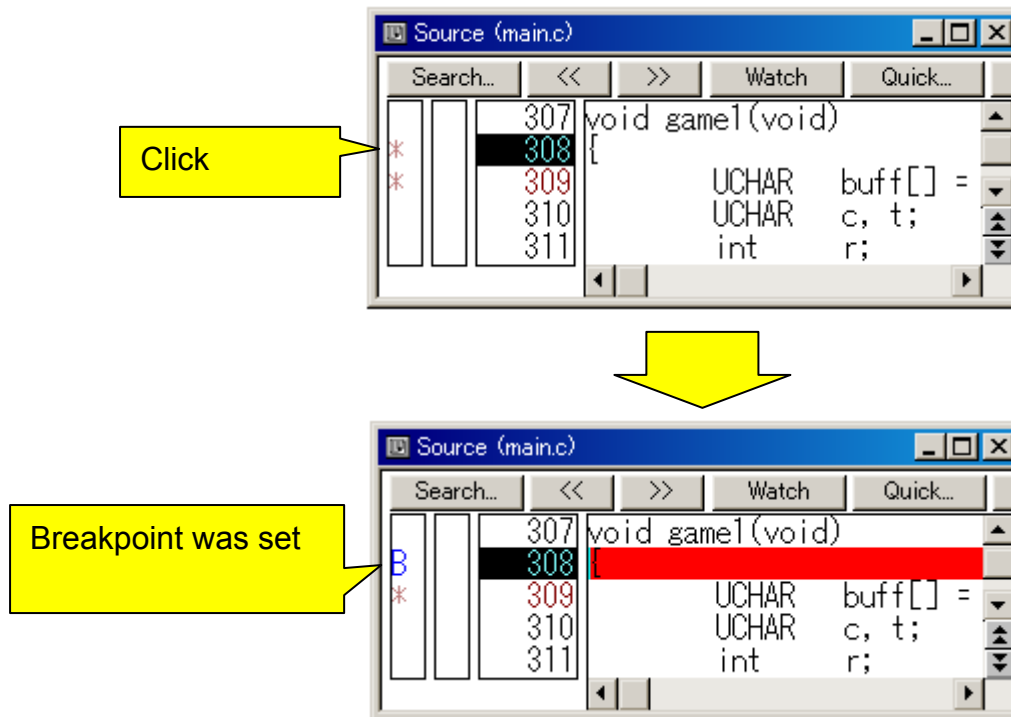 Source (main.c)
Search... << >> Watch Quick...
307 void game1(void)
* 308 {
* 309 UCHAR buff[] =
310 UCHAR c, t;
311 int r;
Click
Source (main.c)
Search... << >> Watch Quick...
307 void game1(void)
B 308 {
* 309 UCHAR buff[] =
310 UCHAR c, t;
311 int r;
Breakpoint was set